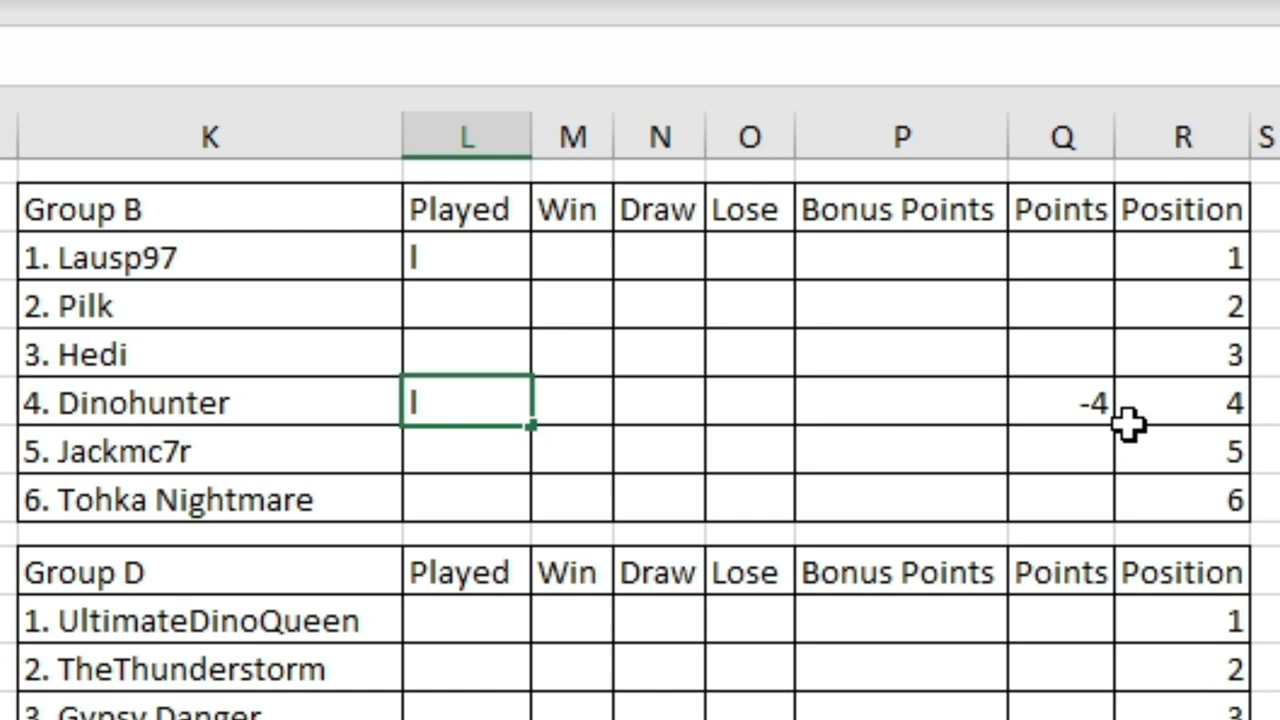 K L M N O P Q R S
Group B Played Win Draw Lose Bonus Points Points Position
1. Lausp97 l 1
2. Pilk 2
3. Hedi 3
4. Dinohunter l -4 4
5. Jackmc7r 5
6. Tohka Nightmare 6
Group D Played Win Draw Lose Bonus Points Points Position
1. UltimateDinoQueen 1
2. TheThunderstorm 2
3. Gypsy Danger 3